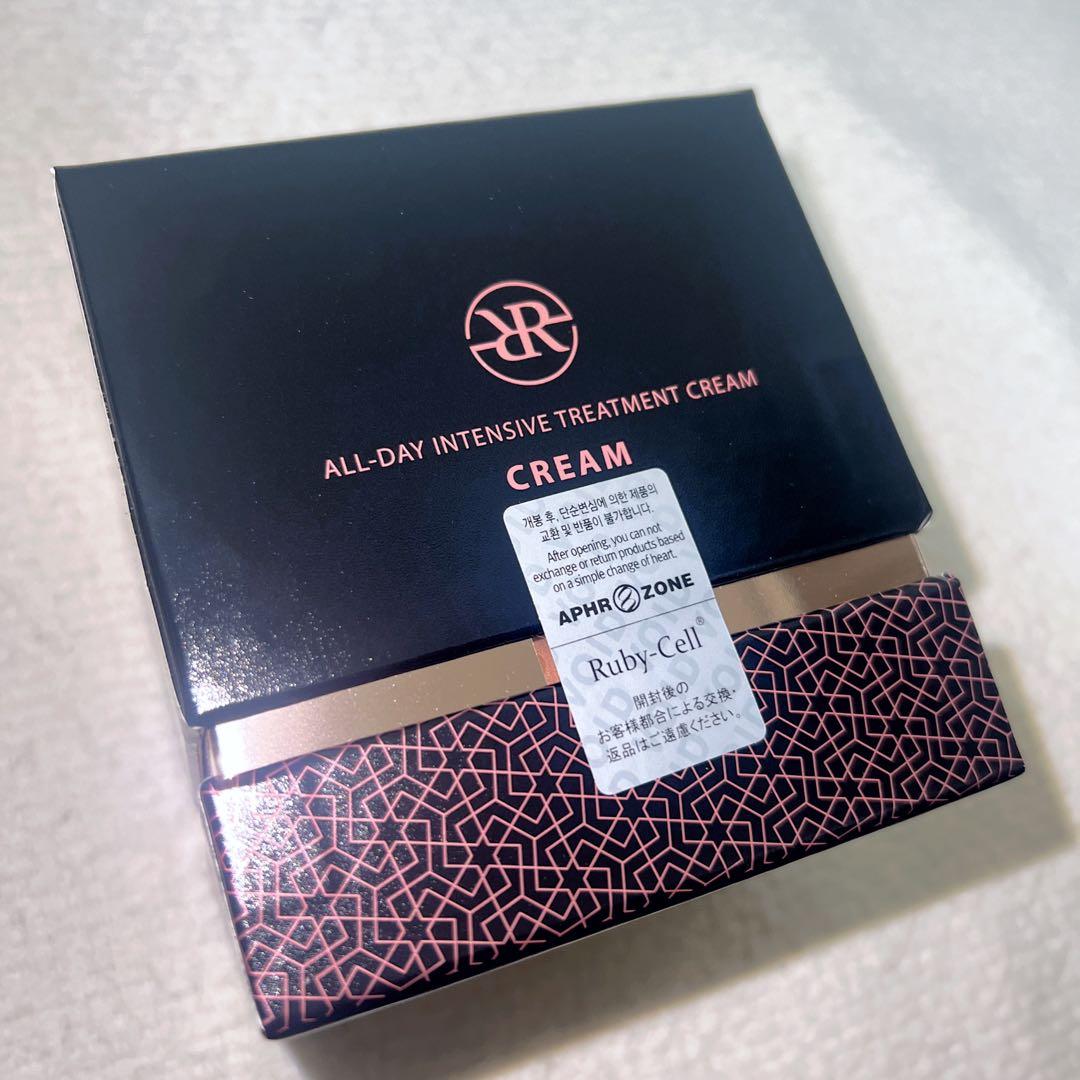 RR
ALL-DAY INTENSIVE TREATMENT CREAM
CREAM
개봉 후, 단순변심에 의한 제품의
교환 및 반품이 불가합니다.
After opening, you can not
exchange or return products based
on a simple change of heart.
APHROZONE
Ruby-Cell®
開封後の
お客様都合による交換・
返品はご遠慮ください。